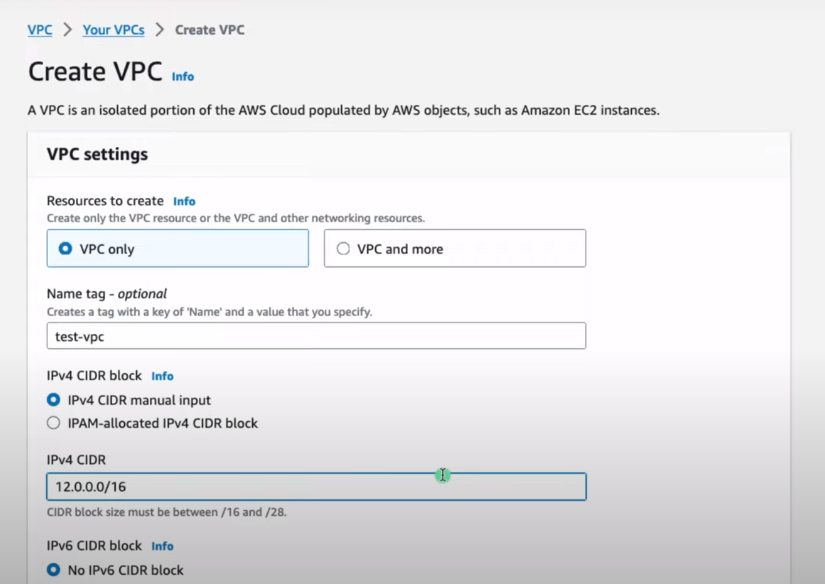 VPC > Your VPCs > Create VPC
Create VPC Info
A VPC is an isolated portion of the AWS Cloud populated by AWS objects, such as Amazon EC2 instances.
VPC settings
Resources to create Info
Create only the VPC resource or the VPC and other networking resources.
VPC only
VPC and more
Name tag - optional
Creates a tag with a key of 'Name' and a value that you specify.
test-vpc
IPv4 CIDR block Info
IPv4 CIDR manual input
IPAM-allocated IPv4 CIDR block
IPv4 CIDR
12.0.0.0/16
CIDR block size must be between /16 and /28.
IPv6 CIDR block Info
No IPv6 CIDR block